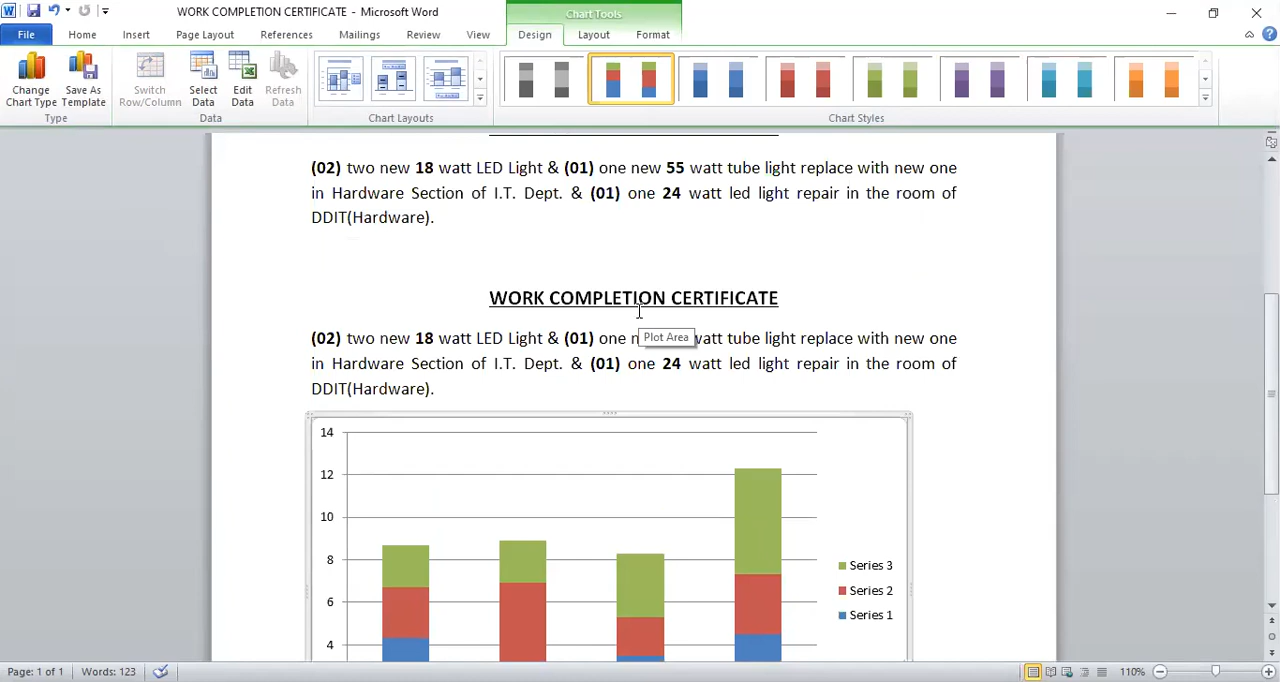 WORK COMPLETION CERTIFICATE - Microsoft Word
Chart Tools
File Home Insert Page Layout References Mailings Review View Design Layout Format
Change Chart Type
Save As Template
Switch Row/Column
Select Data
Edit Data
Refresh Data
Type Data Chart Layouts Chart Styles
(02) two new 18 watt LED Light & (01) one new 55 watt tube light replace with new one
in Hardware Section of I.T. Dept. & (01) one 24 watt led light repair in the room of
DDIT(Hardware).
WORK COMPLETION CERTIFICATE
Plot Area
(02) two new 18 watt LED Light & (01) one watt tube light replace with new one
in Hardware Section of I.T. Dept. & (01) one 24 watt led light repair in the room of
DDIT(Hardware).
14
12
10
8
6
4
Series 3
Series 2
Series 1
Page: 1 of 1 Words: 123 110%